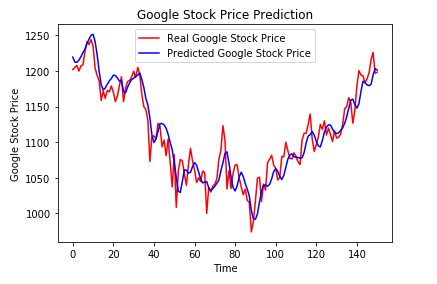 Google Stock Price Prediction
Real Google Stock Price
Predicted Google Stock Price
Google Stock Price
1250
1200
1150
1100
1050
1000
0 20 40 60 80 100 120 140
Time